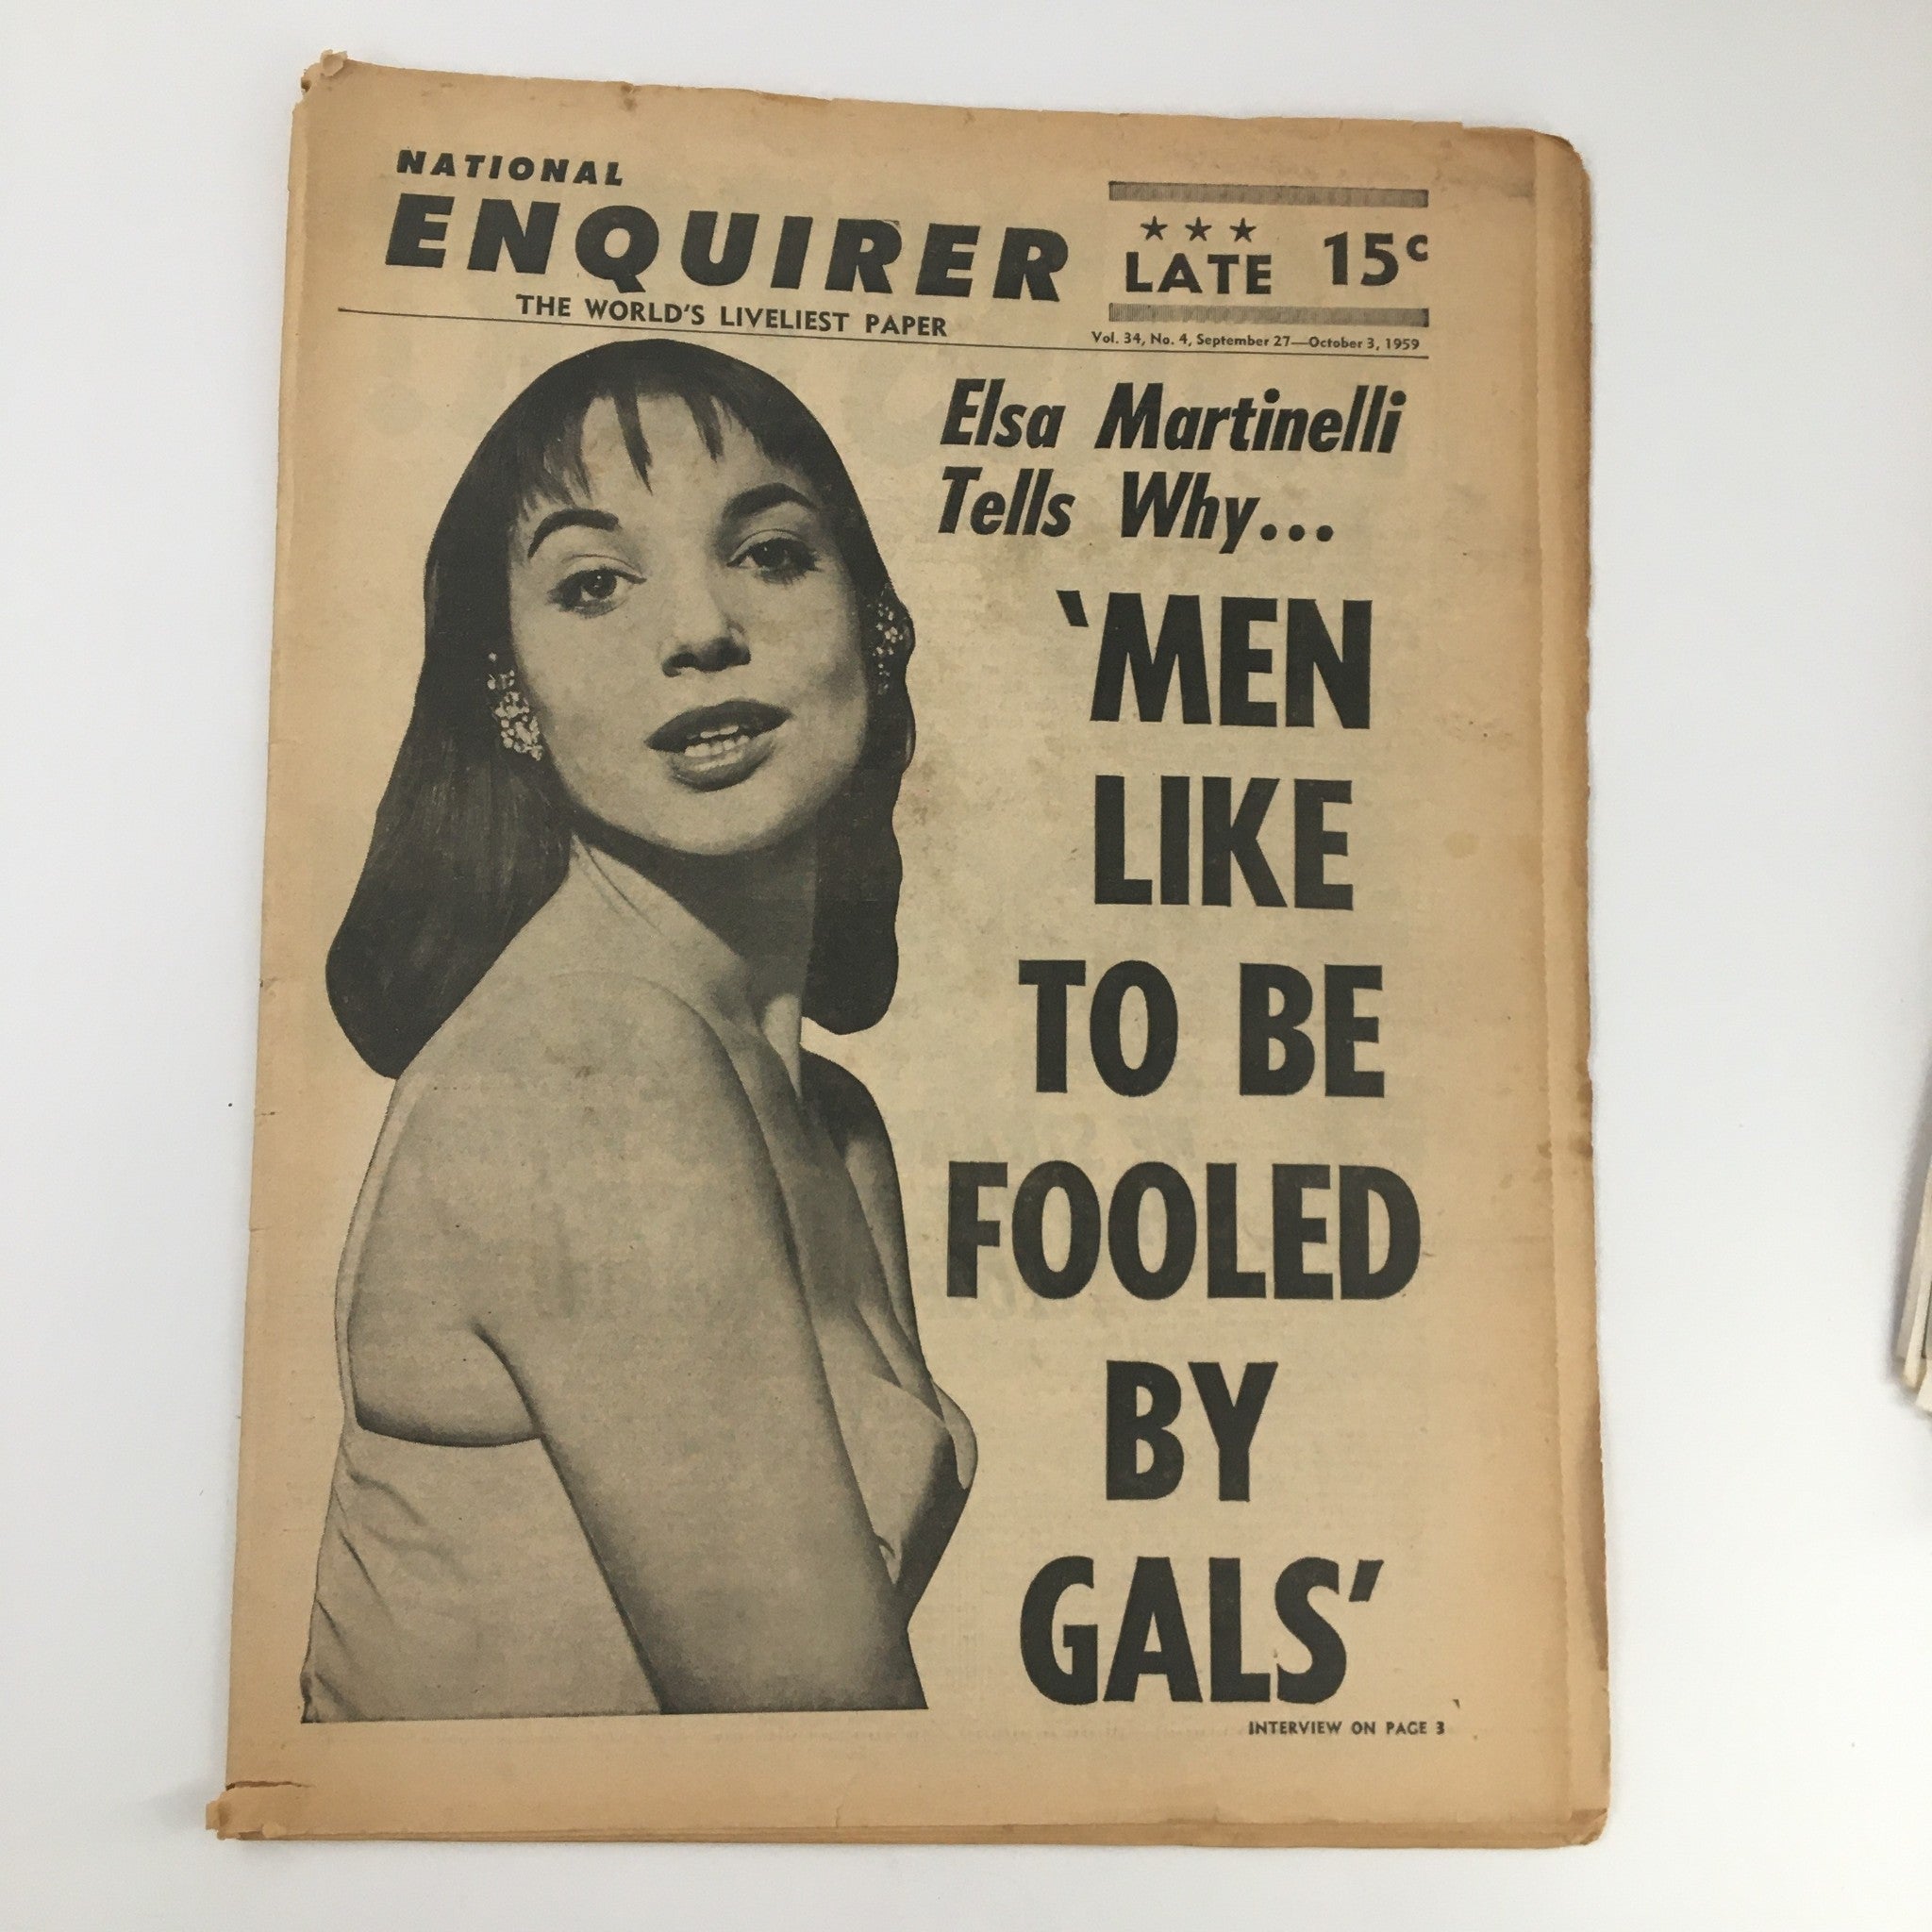 NATIONAL
ENQUIRER
THE WORLD'S LIVELIEST PAPER
★ ★ ★
LATE 15c
Vol. 34, No. 4, September 27—October 3, 1959
Elsa Martinelli
Tells Why...
‘MEN
LIKE
TO BE
FOOLED
BY
GALS’
INTERVIEW ON PAGE 3